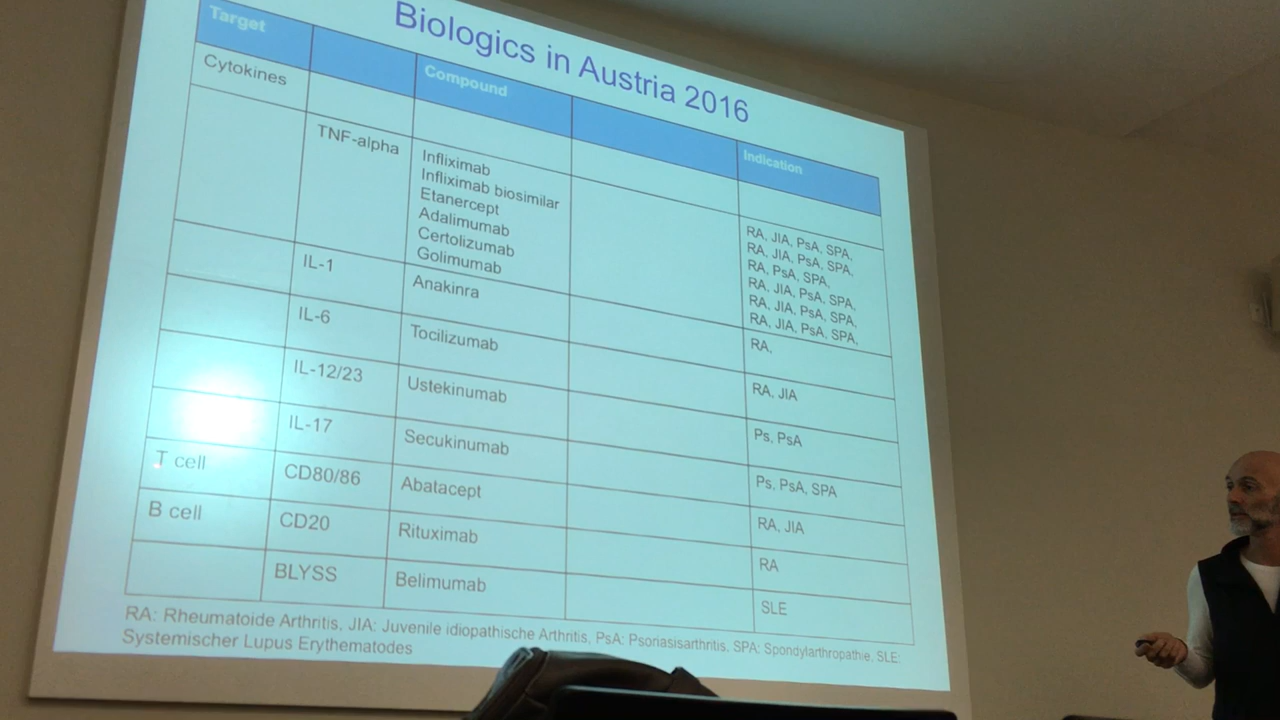 Biologics in Austria 2016
Target Compound Indication
Cytokines
TNF-alpha Infliximab RA, JIA, PsA, SPA,
Infliximab biosimilar RA, JIA, PsA, SPA,
Etanercept RA, PsA, SPA,
Adalimumab RA, JIA, PsA, SPA,
Certolizumab RA, JIA, PsA, SPA,
Golimumab RA, JIA, PsA, SPA,
IL-1 Anakinra RA,
IL-6 Tocilizumab RA, JIA
IL-12/23 Ustekinumab Ps, PsA
IL-17 Secukinumab Ps, PsA, SPA
T cell CD80/86 Abatacept RA, JIA
B cell CD20 Rituximab RA
BLYSS Belimumab SLE
RA: Rheumatoide Arthritis, JIA: Juvenile idiopathische Arthritis, PsA: Psoriasisarthritis, SPA: Spondylarthropathie, SLE:
Systemischer Lupus Erythematodes